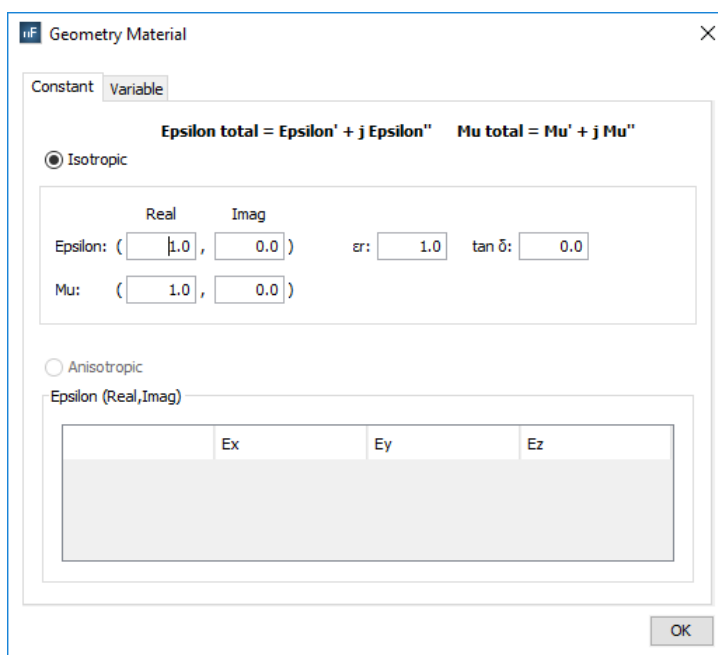 nF Geometry Material
Constant Variable
Epsilon total = Epsilon' + j Epsilon" Mu total = Mu' + j Mu"
Isotropic
Real Imag
Epsilon: ( 1.0 , 0.0 ) εr: 1.0 tan δ: 0.0
Mu: ( 1.0 , 0.0 )
Anisotropic
Epsilon (Real,Imag)
Ex Ey Ez
OK